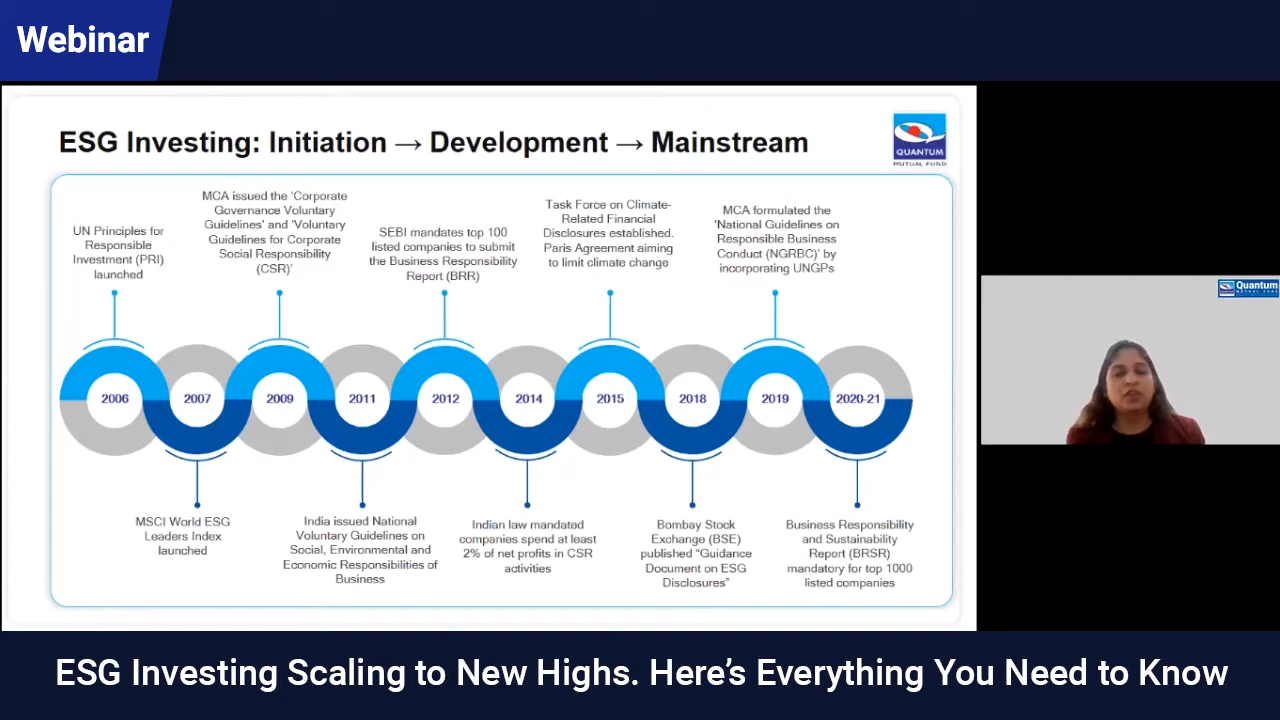 Webinar
ESG Investing: Initiation → Development → Mainstream
QUANTUM
MUTUAL FUND
UN Principles for
Responsible
Investment (PRI)
launched
MCA issued the ‘Corporate
Governance Voluntary
Guidelines’ and ‘Voluntary
Guidelines for Corporate
Social Responsibility
(CSR)’
SEBI mandates top 100
listed companies to submit
the Business Responsibility
Report (BRR)
Task Force on Climate-
Related Financial
Disclosures established.
Paris Agreement aiming
to limit climate change
MCA formulated the
'National Guidelines on
Responsible Business
Conduct (NGRBC)’ by
incorporating UNGPs
2006
2007
2009
2011
2012
2014
2015
2018
2019
2020-21
MSCI World ESG
Leaders Index
launched
India issued National
Voluntary Guidelines on
Social, Environmental and
Economic Responsibilities of
Business
Indian law mandated
companies spend at least
2% of net profits in CSR
activities
Bombay Stock
Exchange (BSE)
published “Guidance
Document on ESG
Disclosures”
Business Responsibility
and Sustainability
Report (BRSR)
mandatory for top 1000
listed companies
Quantum
MUTUAL FUND
ESG Investing Scaling to New Highs. Here’s Everything You Need to Know